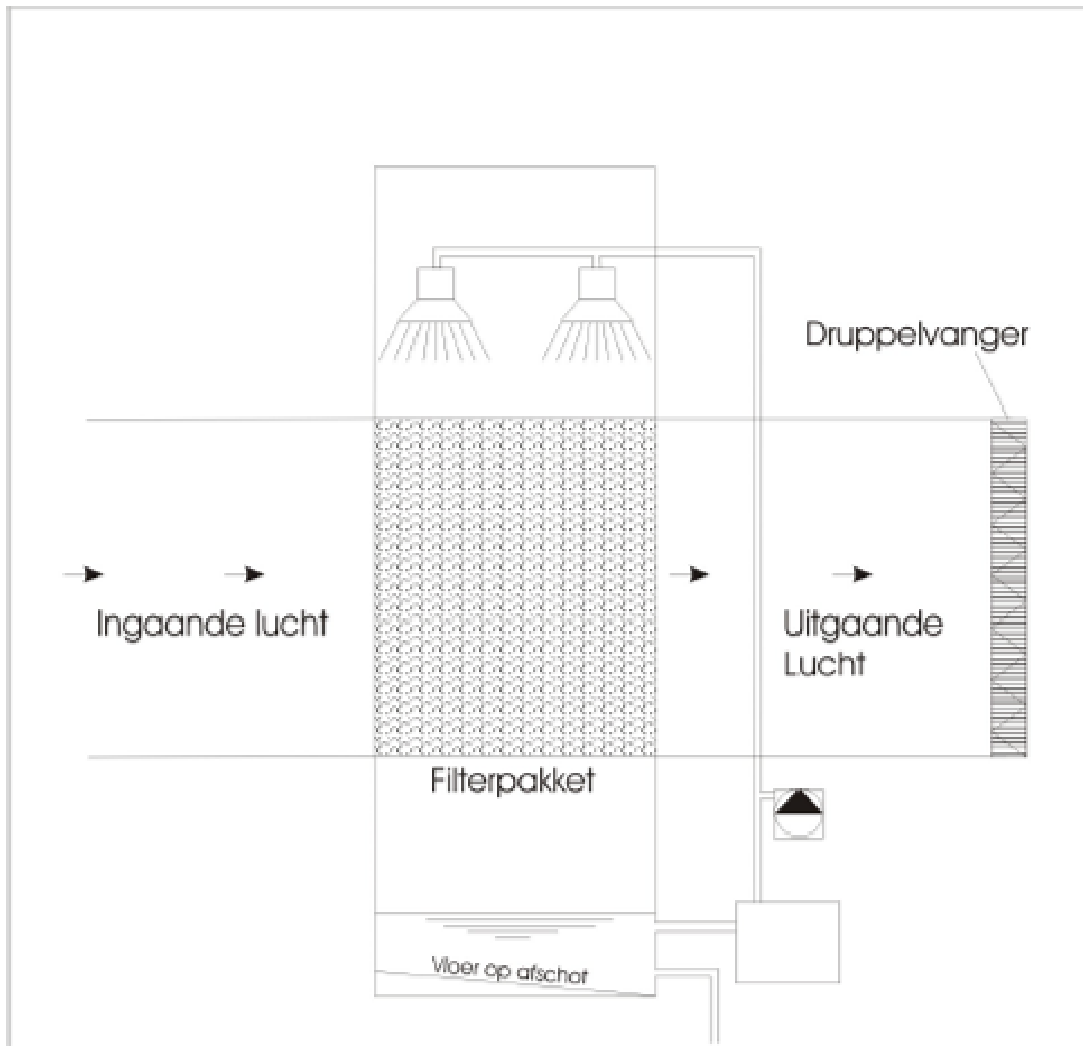 Druppelvanger
Ingaande lucht
Uitgaande
Lucht
Filterpakket
Vloer op afschot